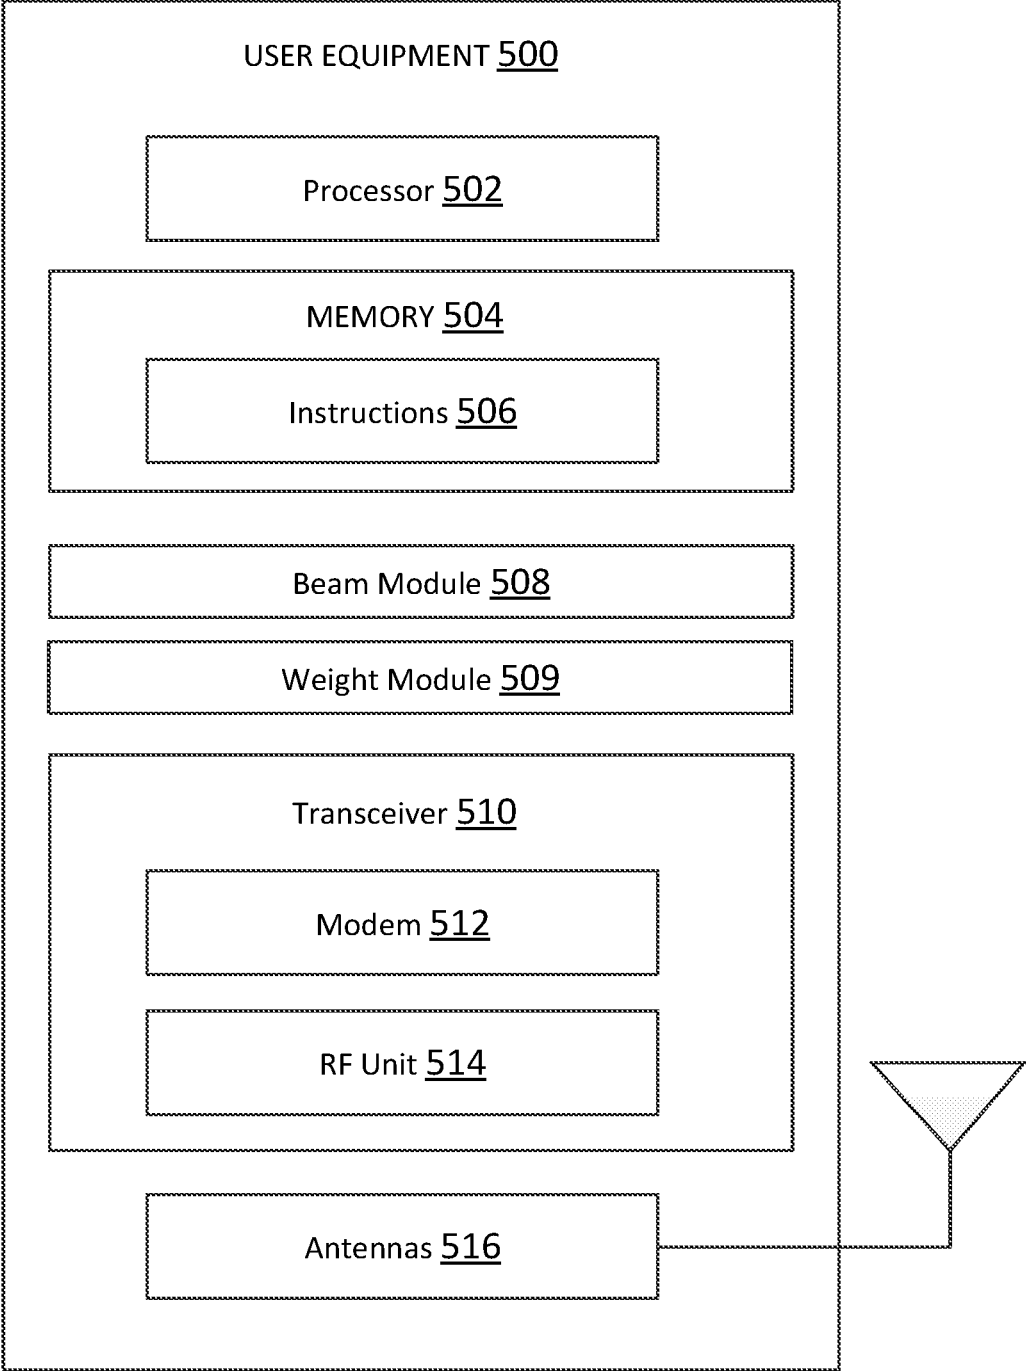 USER EQUIPMENT 500
Processor 502
MEMORY 504
Instructions 506
Beam Module 508
Weight Module 509
Transceiver 510
Modem 512
RF Unit 514
Antennas 516